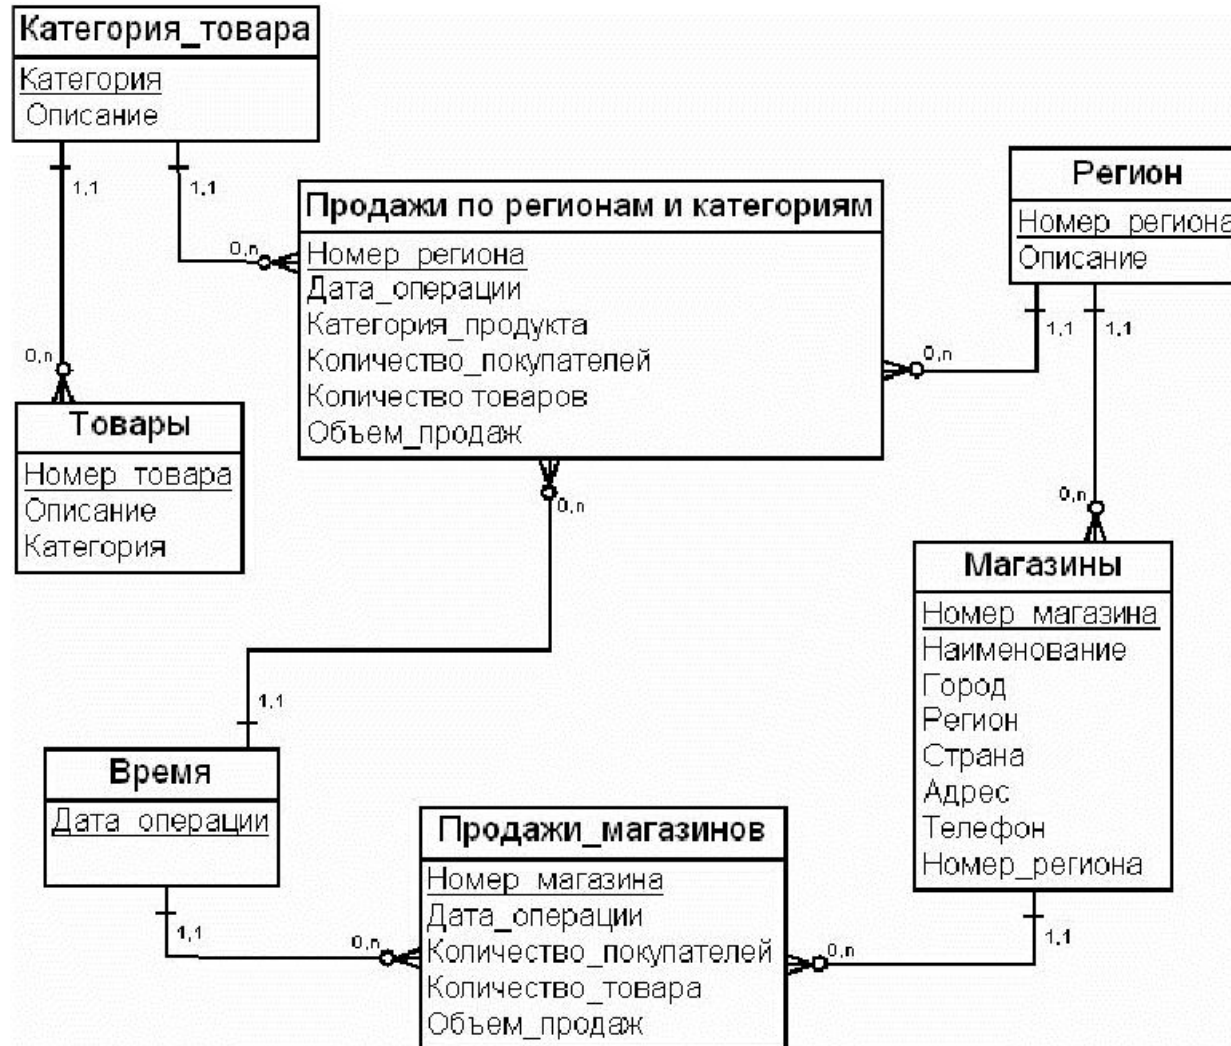 Категория_товара
Категория
Описание
1,1
1,1
Регион
Номер_региона
Описание
1,1
1,1
Продажи по регионам и категориям
Номер_региона
Дата_операции
Категория_продукта
Количество_покупателей
Количество товаров
Объем_продаж
0,n
0,n
0,n
0,n
Товары
Номер_товара
Описание
Категория
0,n
Магазины
Номер_магазина
Наименование
Город
Регион
Страна
Адрес
Телефон
Номер_региона
1,1
1,1
Время
Дата_операции
1,1
0,n
Продажи_магазинов
Номер_магазина
Дата_операции
Количество_покупателей
Количество_товара
Объем_продаж
0,n